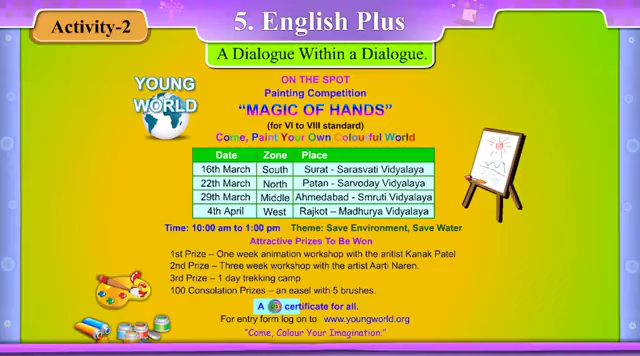 Activity-2
5. English Plus
A Dialogue Within a Dialogue.
YOUNG
WORLD
ON THE SPOT
Painting Competition
“MAGIC OF HANDS”
(for VI to VIII standard)
Come, Paint Your Own Colourful World
Date Zone Place
16th March South Surat - Sarasvati Vidyalaya
22th March North Patan - Sarvoday Vidyalaya
29th March Middle Ahmedabad - Smruti Vidyalaya
4th April West Rajkot – Madhurya Vidyalaya
Time: 10:00 am to 1:00 pm Theme: Save Environment, Save Water
Attractive Prizes To Be Won
1st Prize – One week animation workshop with the aritist Kanak Patel
2nd Prize – Three week workshop with the artist Aarti Naren.
3rd Prize – 1 day trekking camp
100 Consolation Prizes – an easel with 5 brushes.
A certificate for all.
For entry form log on to www.youngworld.org
“Come, Colour Your Imagination.”